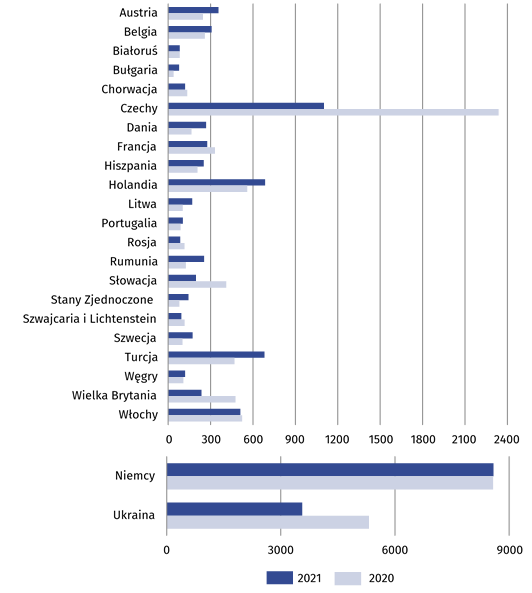 Austria
Belgia
Białoruś
Bułgaria
Chorwacja
Czechy
Dania
Francja
Hiszpania
Holandia
Litwa
Portugalia
Rosja
Rumunia
Słowacja
Stany Zjednoczone
Szwajcaria i Lichtenstein
Szwecja
Turcja
Węgry
Wielka Brytania
Włochy
0 300 600 900 1200 1500 1800 2100 2400
Niemcy
Ukraina
0 3000 6000 9000
2021 2020